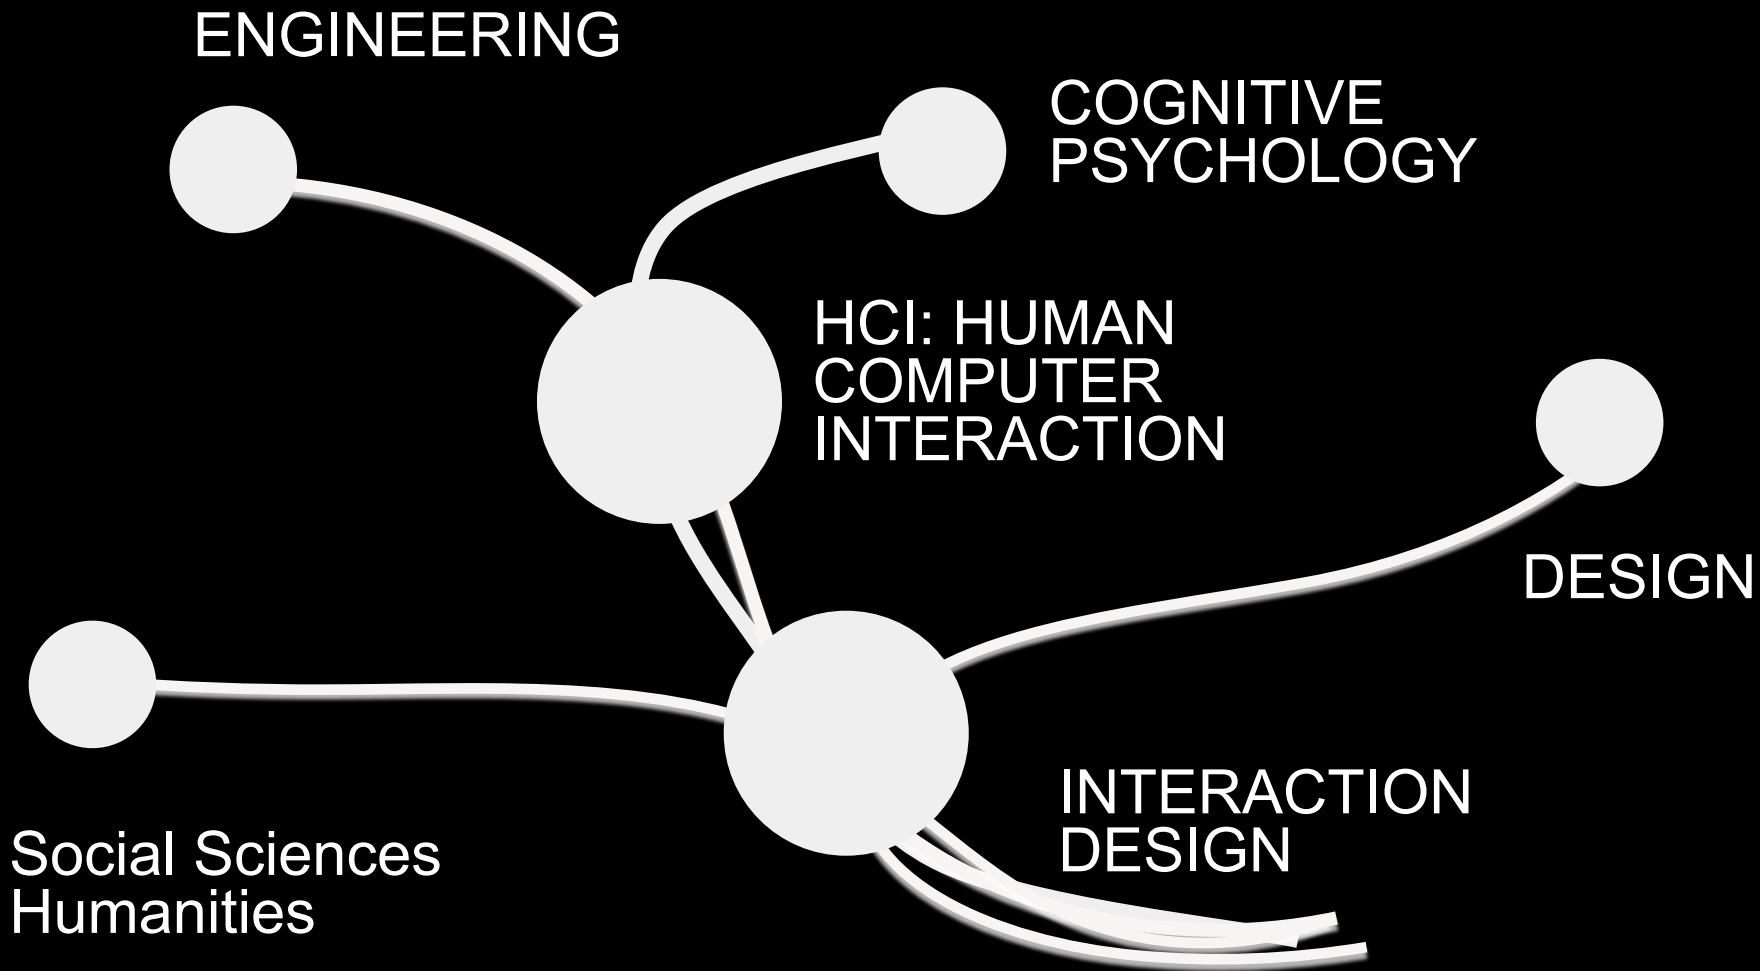 ENGINEERING
COGNITIVE
PSYCHOLOGY
HCI: HUMAN
COMPUTER
INTERACTION
DESIGN
INTERACTION
DESIGN
Social Sciences
Humanities